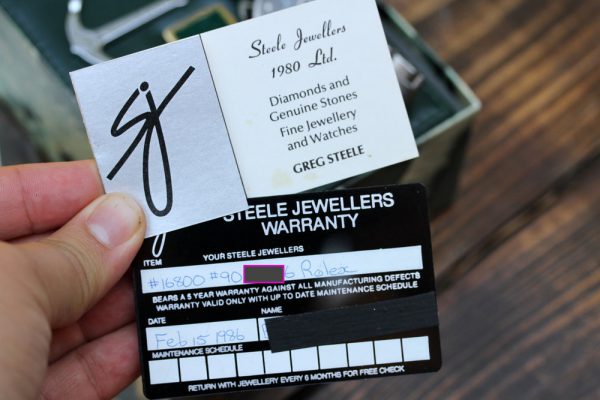 sj
Steele Jewellers
1980 Ltd.
Diamonds and
Genuine Stones
Fine Jewellery
and Watches
GREG STEELE
STEELE JEWELLERS
WARRANTY
ITEM YOUR STEELE JEWELLERS
#16800 #90 6 Rolex
BEARS A 5 YEAR WARRANTY AGAINST ALL MANUFACTURING DEFECTS
WARRANTY VALID ONLY WITH UP TO DATE MAINTENANCE SCHEDULE
DATE NAME
Feb 15 1986
MAINTENANCE SCHEDULE
RETURN WITH JEWELLERY EVERY 6 MONTHS FOR FREE CHECK